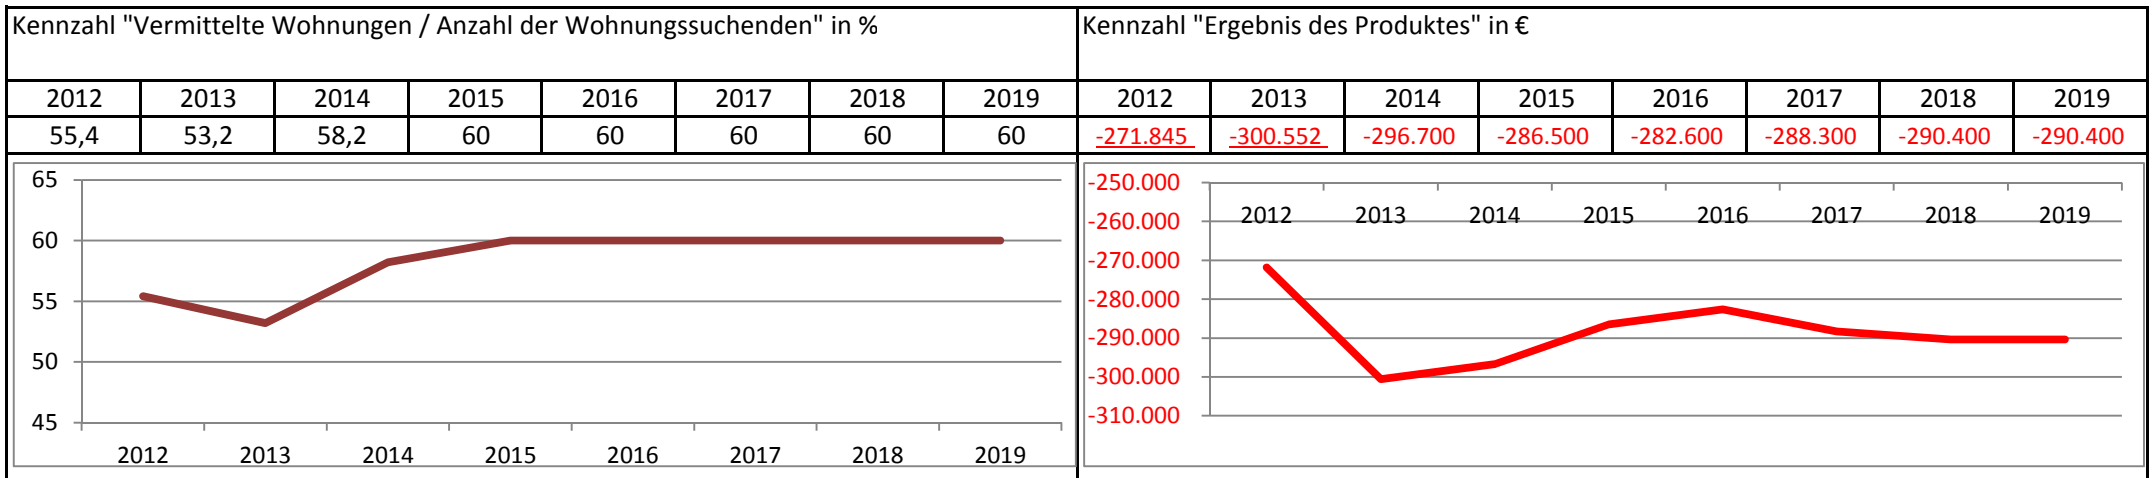 Kennzahl "Vermittelte Wohnungen / Anzahl der Wohnungssuchenden" in %
2012 2013 2014 2015 2016 2017 2018 2019
55,4 53,2 58,2 60 60 60 60 60
65
60
55
50
45
2012 2013 2014 2015 2016 2017 2018 2019
Kennzahl "Ergebnis des Produktes" in €
2012 2013 2014 2015 2016 2017 2018 2019
-271.845 -300.552 -296.700 -286.500 -282.600 -288.300 -290.400 -290.400
-250.000
2012 2013 2014 2015 2016 2017 2018 2019
-260.000
-270.000
-280.000
-290.000
-300.000
-310.000